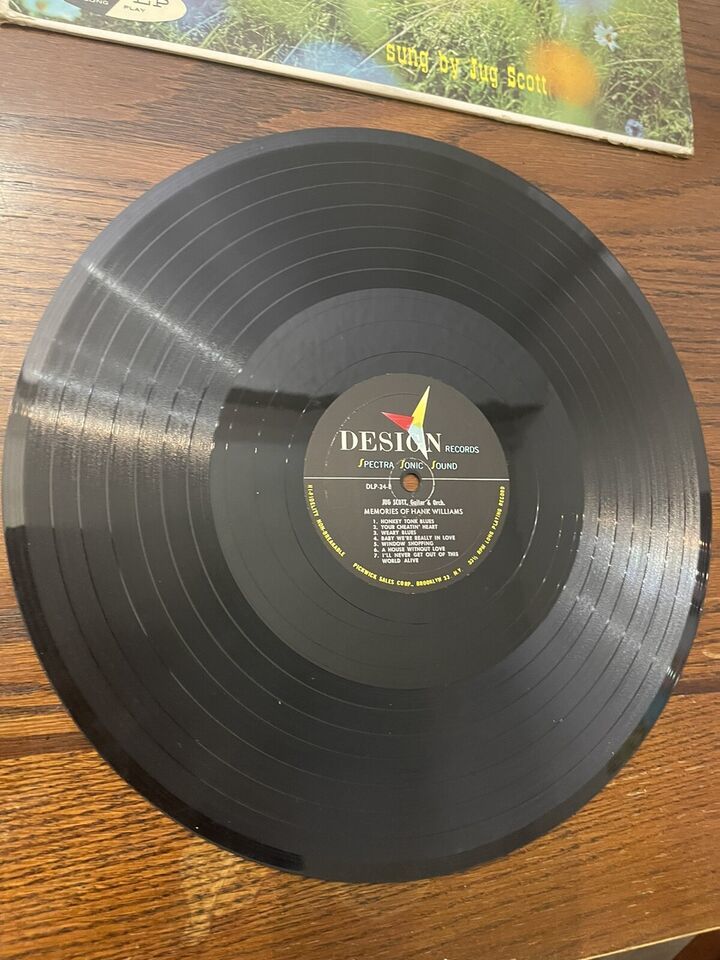 SONG
PLAY
sung by Jug Scott
DESIGN RECORDS
SPECTRA SONIC SOUND
DLP-24-B
JUG SCOTT, Guitar & Orch.
MEMORIES OF HANK WILLIAMS
1. HONKEY TONK BLUES
2. YOUR CHEATIN' HEART
3. WEARY BLUES
4. BABY WE'RE REALLY IN LOVE
5. WINDOW SHOPPING
6. A HOUSE WITHOUT LOVE
7. I'LL NEVER GET OUT OF THIS
WORLD ALIVE
HI-FIDELITY NON-BREAKABLE
PICKWICK SALES CORP., BROOKLYN 32, N.Y.
33⅓ RPM LONG PLAYING RECORD